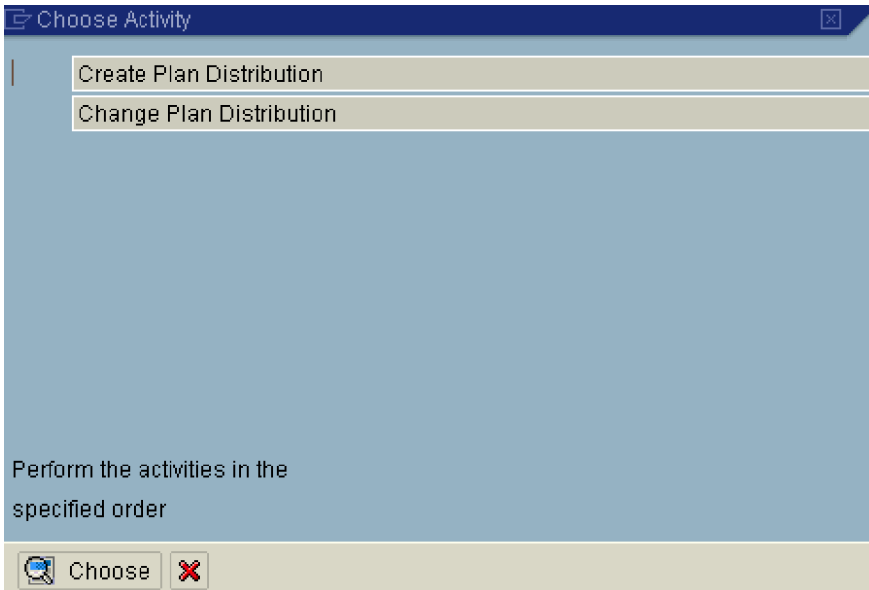 Choose Activity
Create Plan Distribution
Change Plan Distribution
Perform the activities in the
specified order
Choose